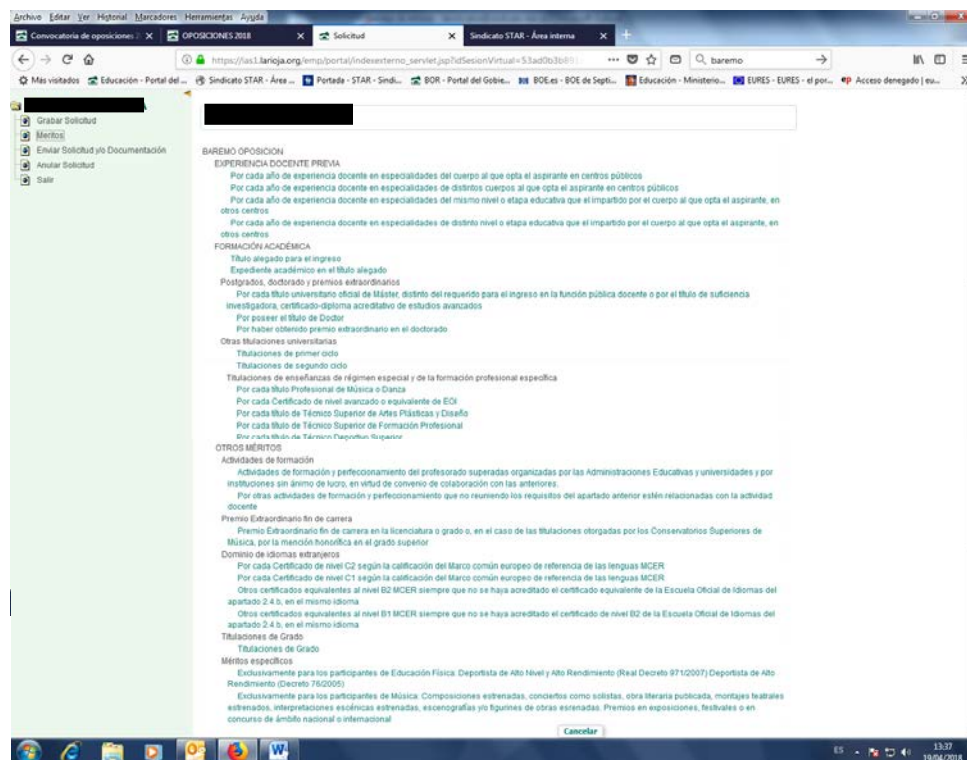 Archivo Editar Ver Historial Marcadores Herramientas Ayuda
Convocatoria de oposiciones 2 OPOSICIONES 2018 Solicitud Sindicato STAR - Área interna
https://ias1.larioja.org/emp/portal/indexexterno_servlet.jsp?idSesionVirtual= baremo
Más visitados Educación - Portal del ... Sindicato STAR - Área ... Portada - STAR - Sindi... BOR - Portal del Gobie... BOE.es - BOE de Septi... Educación - Ministerio... EURES - EURES - el por... Acceso denegado | eu...
Grabar Solicitud
Meritos
Enviar Solicitud y/o Documentación
Anular Solicitud
Salir
BAREMO OPOSICION
EXPERIENCIA DOCENTE PREVIA
Por cada año de experiencia docente en especialidades del cuerpo al que opta el aspirante en centros públicos
Por cada año de experiencia docente en especialidades de distintos cuerpos al que opta el aspirante en centros públicos
Por cada año de experiencia docente en especialidades del mismo nivel o etapa educativa que el impartido por el cuerpo al que opta el aspirante, en
otros centros
Por cada año de experiencia docente en especialidades de distinto nivel o etapa educativa que el impartido por el cuerpo al que opta el aspirante, en
otros centros
FORMACIÓN ACADÉMICA
Título alegado para el ingreso
Expediente académico en el título alegado
Postgrados, doctorado y premios extraordinarios
Por cada título universitario oficial de Máster, distinto del requerido para el ingreso en la función pública docente o por el título de suficiencia
investigadora, certificado-diploma acreditativo de estudios avanzados
Por poseer el título de Doctor
Por haber obtenido premio extraordinario en el doctorado
Otras titulaciones universitarias
Titulaciones de primer ciclo
Titulaciones de segundo ciclo
Titulaciones de enseñanzas de régimen especial y de la formación profesional específica
Por cada título Profesional de Música o Danza
Por cada Certificado de nivel avanzado o equivalente de EOI
Por cada título de Técnico Superior de Artes Plásticas y Diseño
Por cada título de Técnico Superior de Formación Profesional
Por cada título de Técnico Deportivo Superior
OTROS MÉRITOS
Actividades de formación
Actividades de formación y perfeccionamiento del profesorado superadas organizadas por las Administraciones Educativas y universidades y por
instituciones sin ánimo de lucro, en virtud de convenio de colaboración con las anteriores.
Por otras actividades de formación y perfeccionamiento que no reuniendo los requisitos del apartado anterior estén relacionadas con la actividad
docente
Premio Extraordinario fin de carrera
Premio Extraordinario fin de carrera en la licenciatura o grado o, en el caso de las titulaciones otorgadas por los Conservatorios Superiores de
Música, por la mención honorífica en el grado superior
Dominio de idiomas extranjeros
Por cada Certificado de nivel C2 según la calificación del Marco común europeo de referencia de las lenguas MCER
Por cada Certificado de nivel C1 según la calificación del Marco común europeo de referencia de las lenguas MCER
Otros certificados equivalentes al nivel B2 MCER siempre que no se haya acreditado el certificado equivalente de la Escuela Oficial de Idiomas del
apartado 2.4 b, en el mismo idioma
Otros certificados equivalentes al nivel B1 MCER siempre que no se haya acreditado el certificado de nivel B2 de la Escuela Oficial de Idiomas del
apartado 2.4 b, en el mismo idioma
Titulaciones de Grado
Titulaciones de Grado
Méritos específicos
Exclusivamente para los participantes de Educación Física: Deportista de Alto Nivel y Alto Rendimiento (Real Decreto 971/2007) Deportista de Alto
Rendimiento (Decreto 76/2005)
Exclusivamente para los participantes de Música: Composiciones estrenadas, conciertos como solistas, obra literaria publicada, montajes teatrales
estrenados, interpretaciones escénicas estrenadas, escenografías y/o figurines de obras esrenadas. Premios en exposiciones, festivales o en
concurso de ámbito nacional o internacional
Cancelar
ES 13:37
19/04/2018